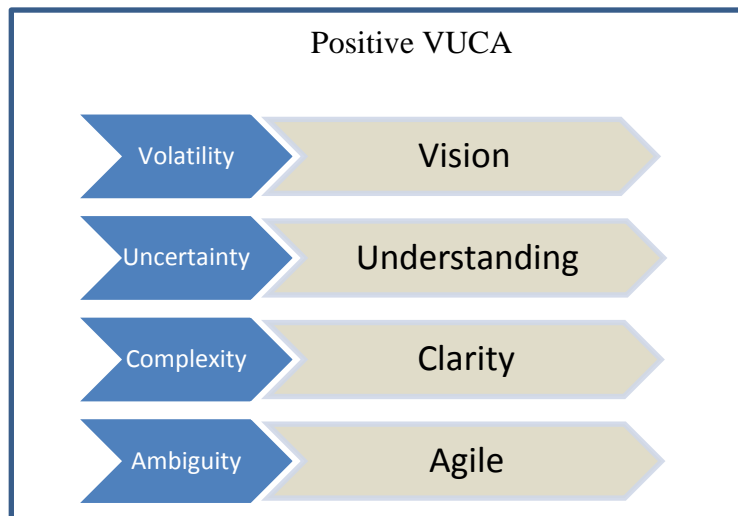 Positive VUCA
Volatility
Vision
Uncertainty
Understanding
Complexity
Clarity
Ambiguity
Agile